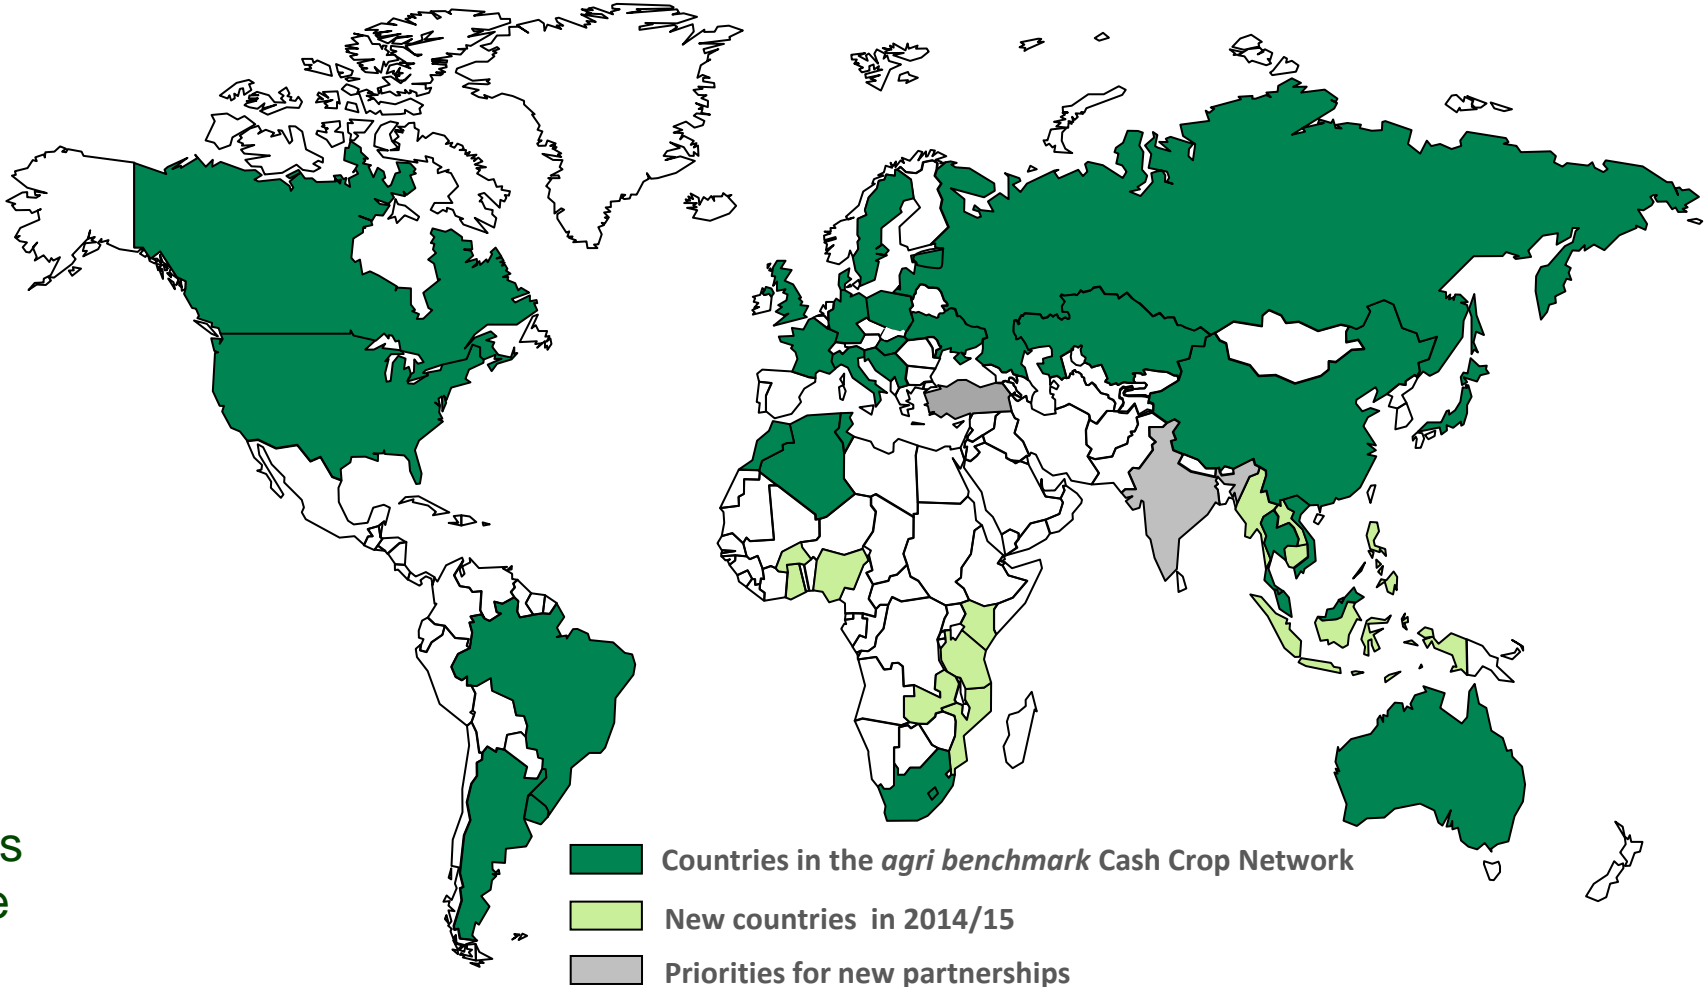 s
e
Countries in the agri benchmark Cash Crop Network
New countries in 2014/15
Priorities for new partnerships